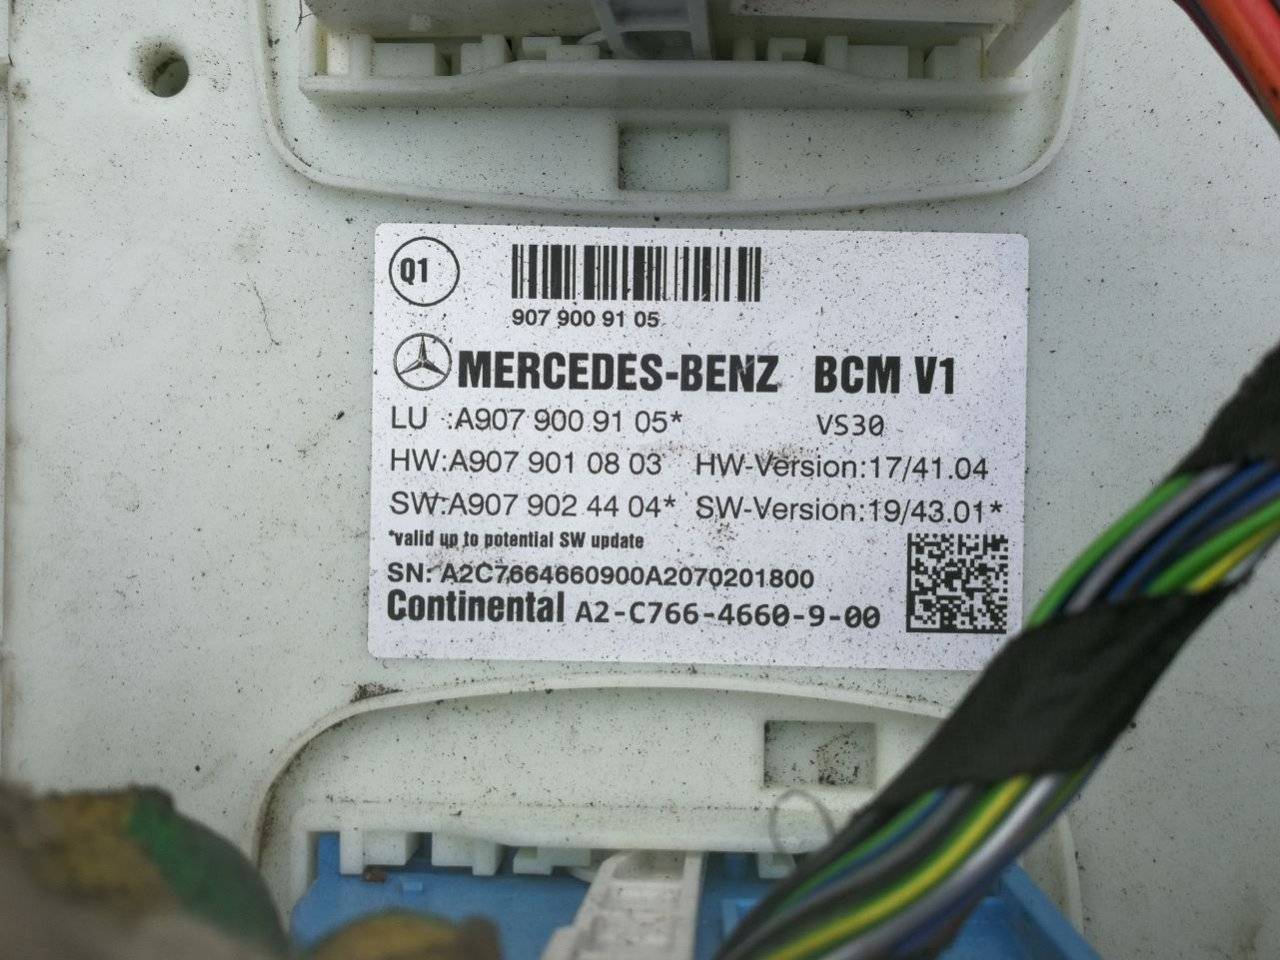 Q1
907 900 91 05
MERCEDES-BENZ BCM V1
LU :A907 900 91 05* VS30
HW:A907 901 08 03 HW-Version:17/41.04
SW:A907 902 44 04* SW-Version:19/43.01*
*valid up to potential SW update
SN: A2C7664660900A2070201800
Continental A2-C766-4660-9-00